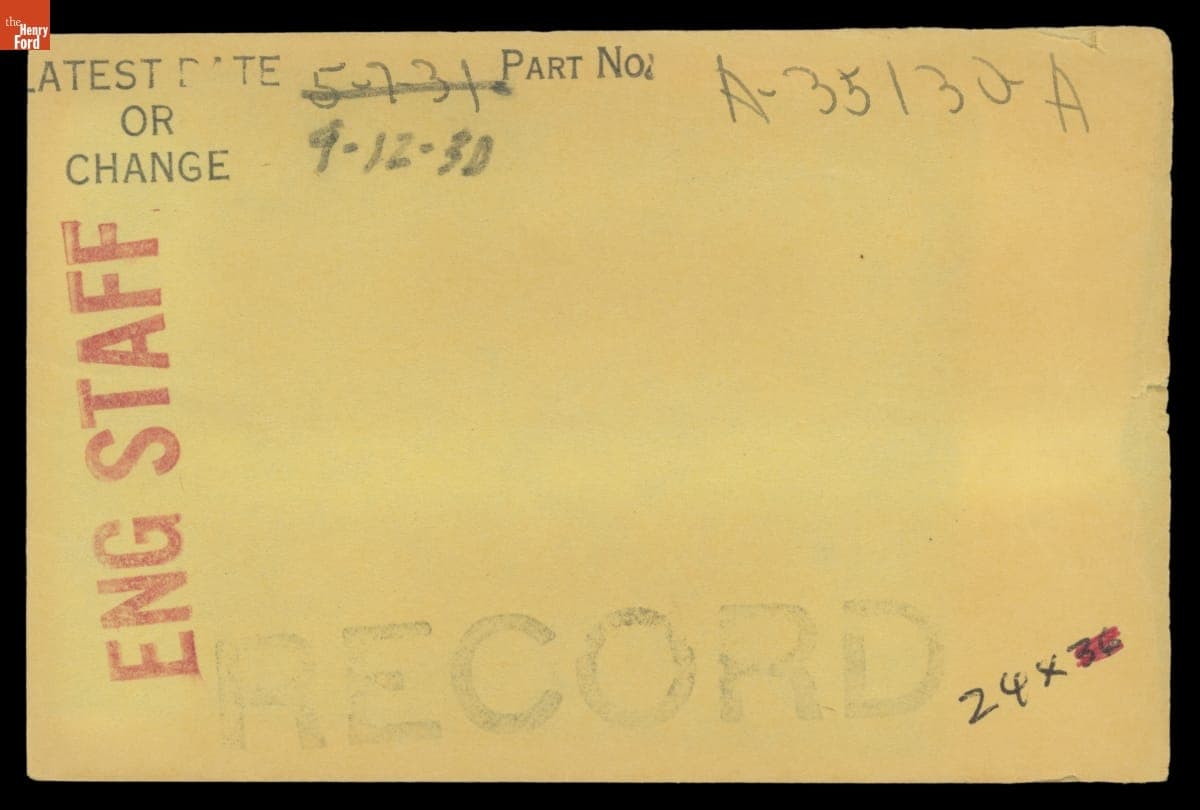 the
Henry
Ford
LATEST DATE 5-7-31 PART NO. A-35130-A
OR 9-12-30
CHANGE
ENG STAFF
RECORD
24x36